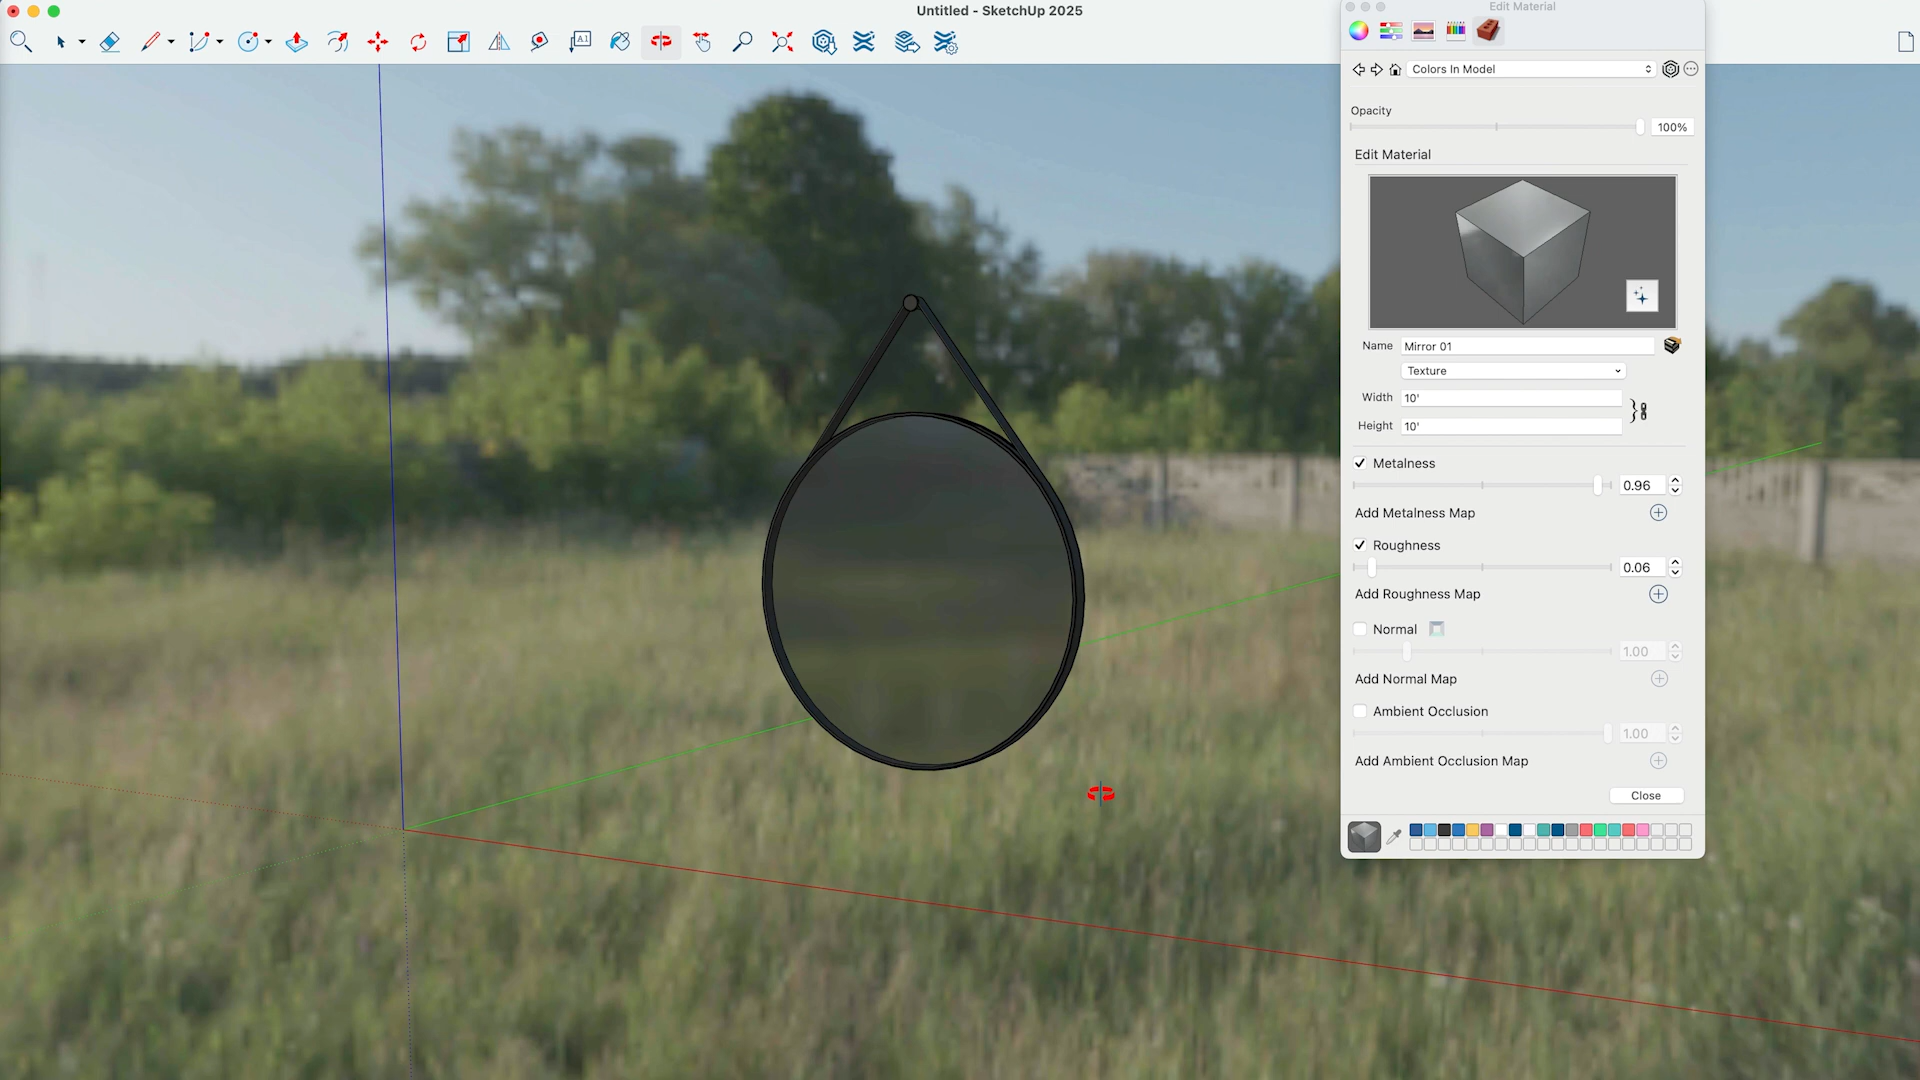 Untitled - SketchUp 2025
Edit Material
A1
Colors In Model
Opacity
100%
Edit Material
Name Mirror 01
Texture
Width 10'
Height 10'
Metalness
0.96
Add Metalness Map
Roughness
0.06
Add Roughness Map
Normal
1.00
Add Normal Map
Ambient Occlusion
1.00
Add Ambient Occlusion Map
Close